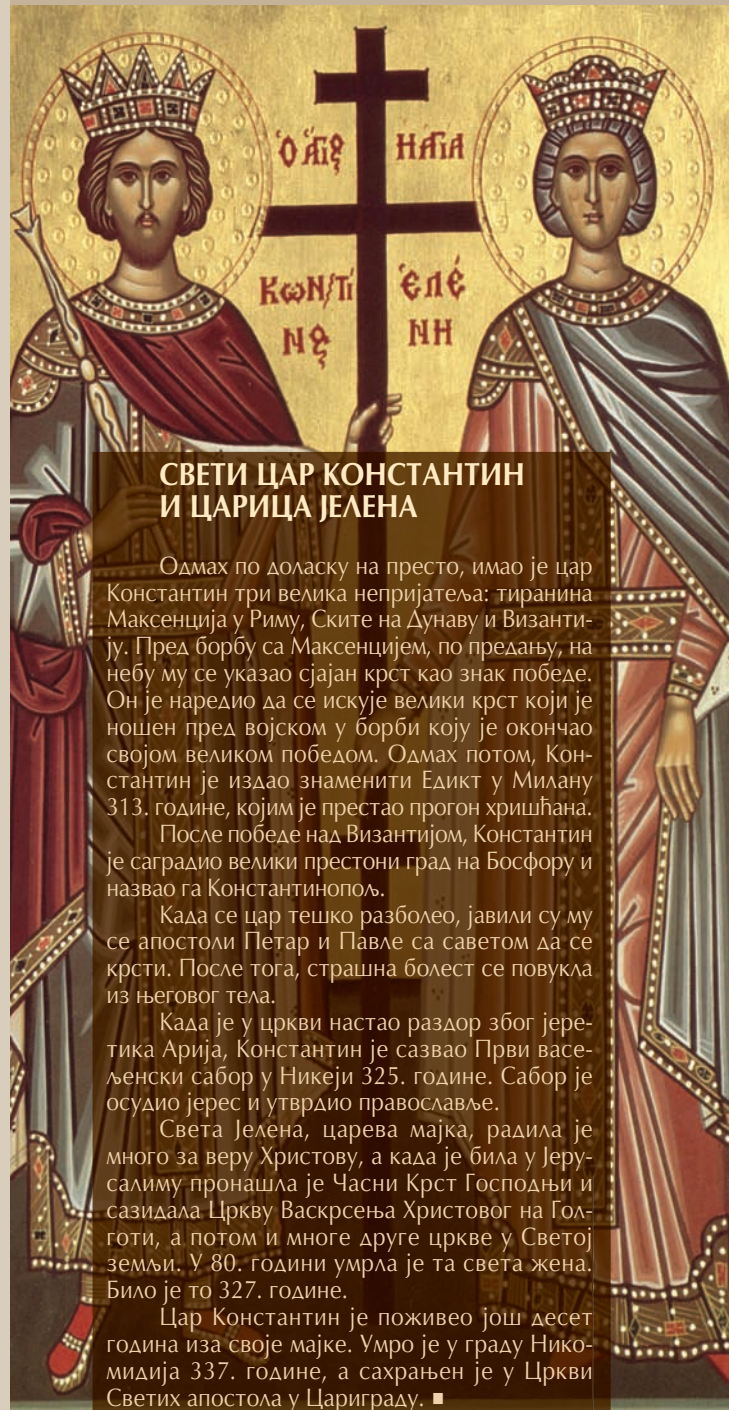 Ὁ ἍΓΙΟΣ Η ΑΓΙΑ
ΚΩΝ/ΤΙ ἙΛΕ
ΝΟΣ ΝΗ
СВЕТИ ЦАР КОНСТАНТИН
И ЦАРИЦА ЈЕЛЕНА
Одмах по доласку на престо, имао је цар
Константин три велика непријатеља: тиранина
Максенција у Риму, Ските на Дунаву и Византи-
ју. Пред борбу са Максенцијем, по предању, на
небу му се указао сјајан крст као знак победе.
Он је наредио да се искује велики крст који је
ношен пред војском у борби коју је окончао
својом великом победом. Одмах потом, Кон-
стантин је издао знаменити Едикт у Милану
313. године, којим је престао прогон хришћана.
После победе над Византијом, Константин
је саградио велики престони град на Босфору и
назвао га Константинопољ.
Када се цар тешко разболео, јавили су му
се апостоли Петар и Павле са саветом да се
крсти. После тога, страшна болест се повукла
из његовог тела.
Када је у цркви настао раздор због јере-
тика Арија, Константин је сазвао Први васе-
љенски сабор у Никеји 325. године. Сабор је
осудио јерес и утврдио православље.
Света Јелена, царева мајка, радила је
много за веру Христову, а када је била у Јеру-
салиму пронашла је Часни Крст Господњи и
сазидала Цркву Васкрсења Христовог на Гол-
готи, а потом и многе друге цркве у Светој
земљи. У 80. години умрла је та света жена.
Било је то 327. године.
Цар Константин је поживео још десет
година иза своје мајке. Умро је у граду Нико-
мидија 337. године, а сахрањен је у Цркви
Светих апостола у Цариграду. ■